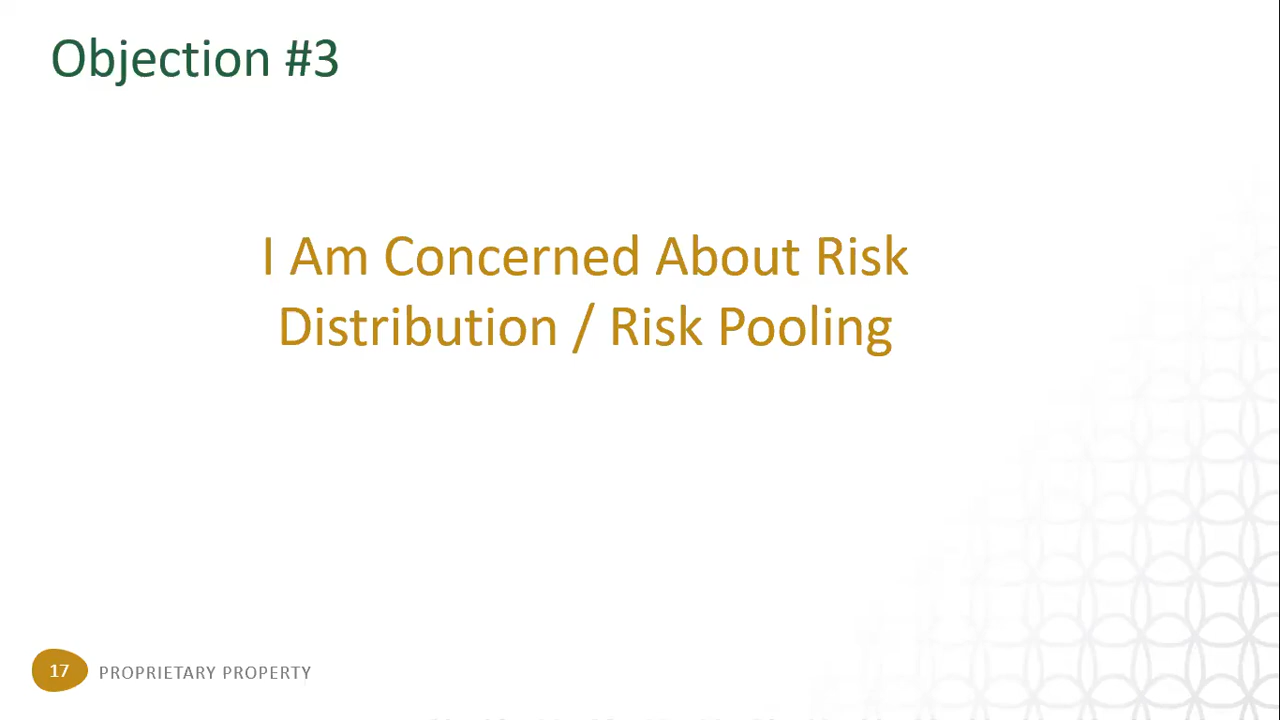 Objection #3
I Am Concerned About Risk
Distribution / Risk Pooling
17 PROPRIETARY PROPERTY